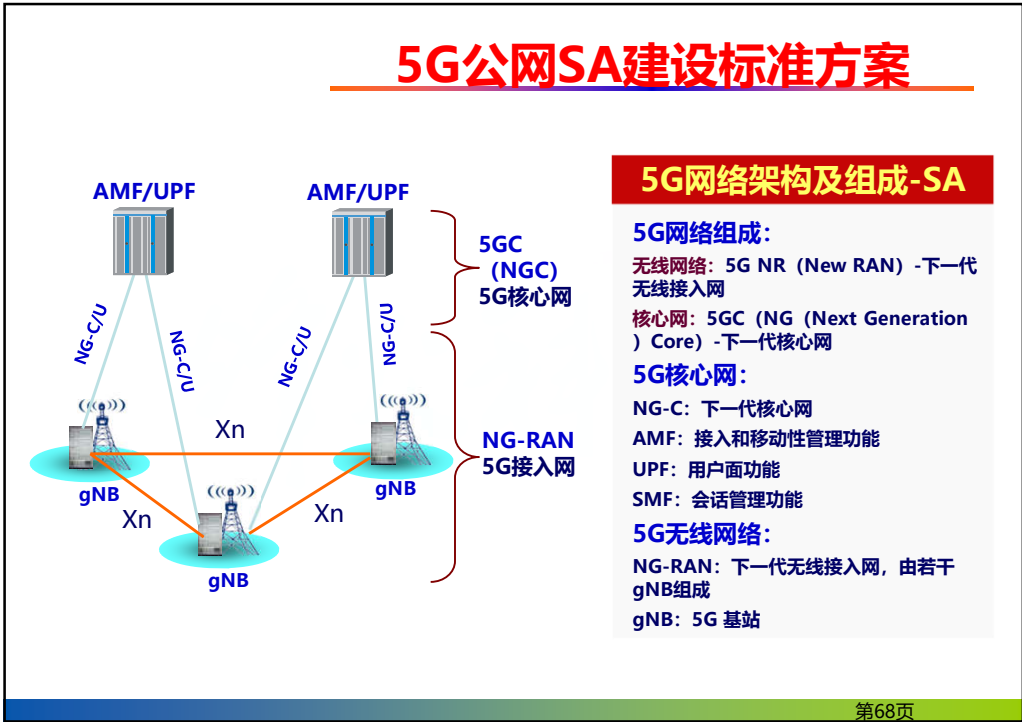 5G公网SA建设标准方案
AMF/UPF
AMF/UPF
5GC
（NGC）
5G核心网
NG-C/U
NG-C/U
NG-C/U
NG-C/U
Xn
gNB
gNB
Xn
Xn
gNB
NG-RAN
5G接入网
5G网络架构及组成-SA
5G网络组成：
无线网络：5G NR（New RAN）-下一代
无线接入网
核心网：5GC（NG（Next Generation
）Core）-下一代核心网
5G核心网：
NG-C：下一代核心网
AMF：接入和移动性管理功能
UPF：用户面功能
SMF：会话管理功能
5G无线网络：
NG-RAN：下一代无线接入网，由若干
gNB组成
gNB：5G 基站
第68页